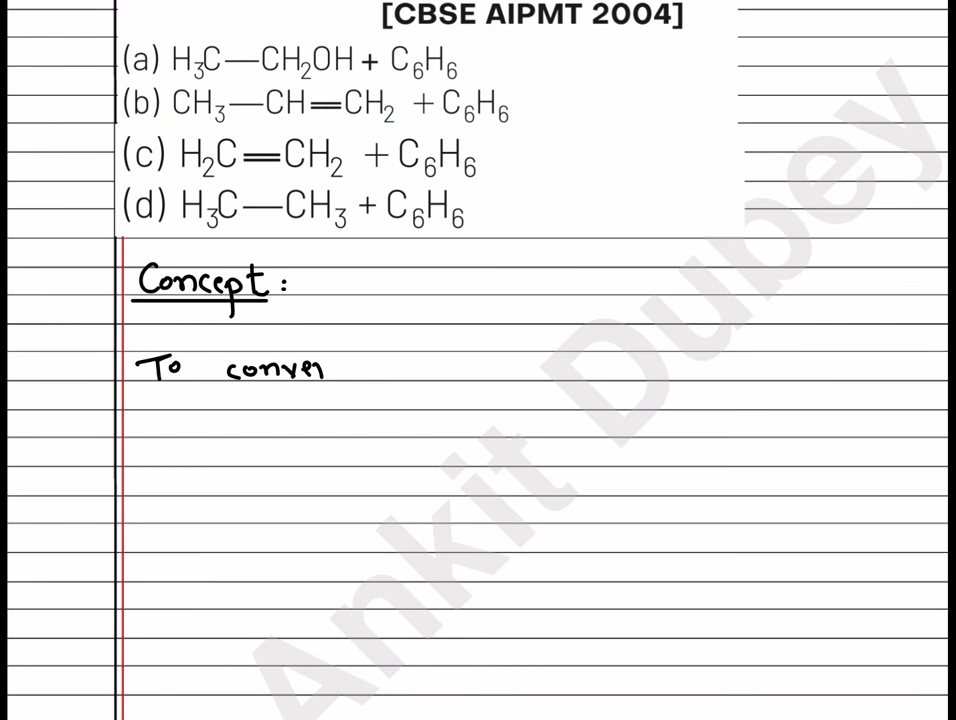 [CBSE AIPMT 2004]
(a) H₃C—CH₂OH + C₆H₆
(b) CH₃—CH=CH₂ + C₆H₆
(c) H₂C=CH₂ + C₆H₆
(d) H₃C—CH₃ + C₆H₆
Concept :
To conver
Ankit Dubey